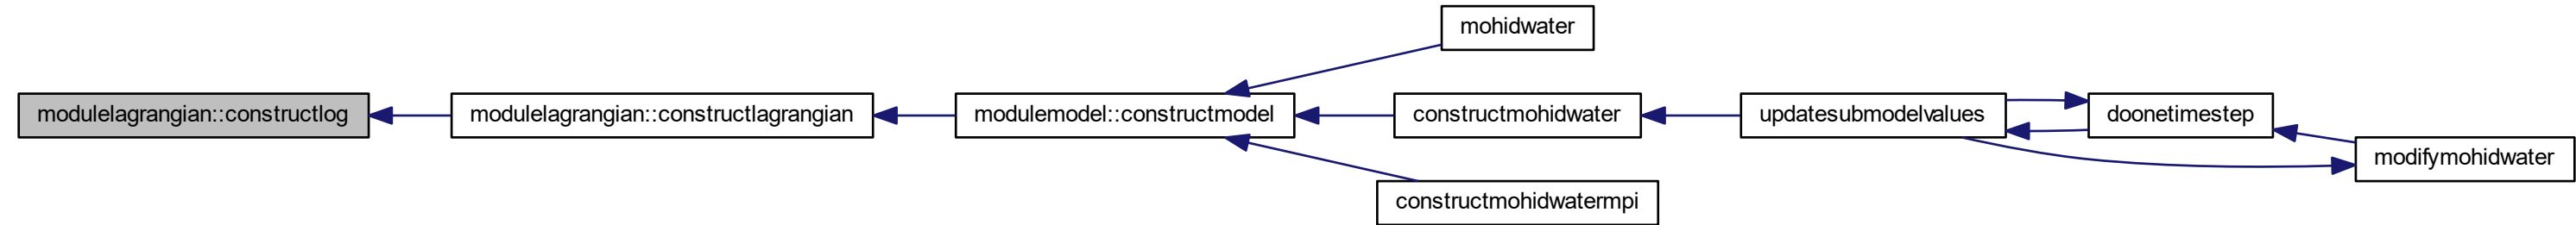 mohidwater
modulelagrangian::constructlog
modulelagrangian::constructlagrangian
modulemodel::constructmodel
constructmohidwater
updatesubmodelvalues
doonetimestep
modifymohidwater
constructmohidwatermpi